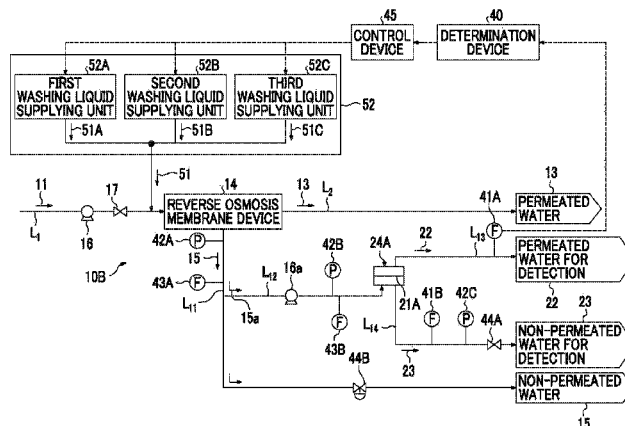 45
40
CONTROL
DEVICE
DETERMINATION
DEVICE
52A
52B
52C
FIRST
WASHING LIQUID
SUPPLYING UNIT
SECOND
WASHING LIQUID
SUPPLYING UNIT
THIRD
WASHING LIQUID
SUPPLYING UNIT
52
51A
51B
51C
51
11
17
14
13
L2
13
REVERSE OSMOSIS
MEMBRANE DEVICE
PERMEATED
WATER
L1
16
41A
F
42A
P
15
42B
P
24A
22
L13
PERMEATED
WATER FOR
DETECTION
22
10B
43A
F
L12
16a
21A
L11
15a
F
43B
L14
41B
F
42C
P
44A
23
23
NON-PERMEATED
WATER FOR
DETECTION
44B
NON-PERMEATED
WATER
15